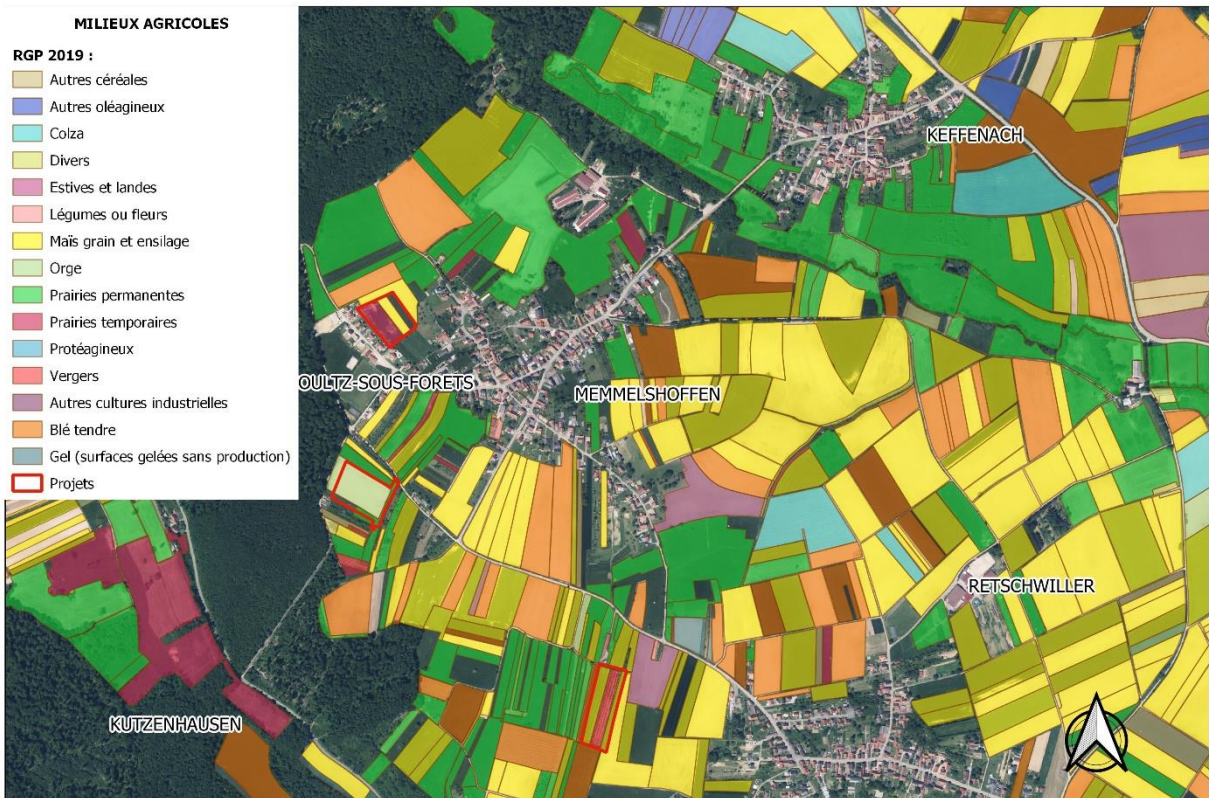 MILIEUX AGRICOLES
RGP 2019 :
Autres céréales
Autres oléagineux
Colza
Divers
Estives et landes
Légumes ou fleurs
Maïs grain et ensilage
Orge
Prairies permanentes
Prairies temporaires
Protéagineux
Vergers
Autres cultures industrielles
Blé tendre
Gel (surfaces gelées sans production)
Projets
KEFFENACH
OULTZ-SOUS-FORETS
MEMMELSHOFFEN
RETSCHWILLER
KUTZENHAUSEN